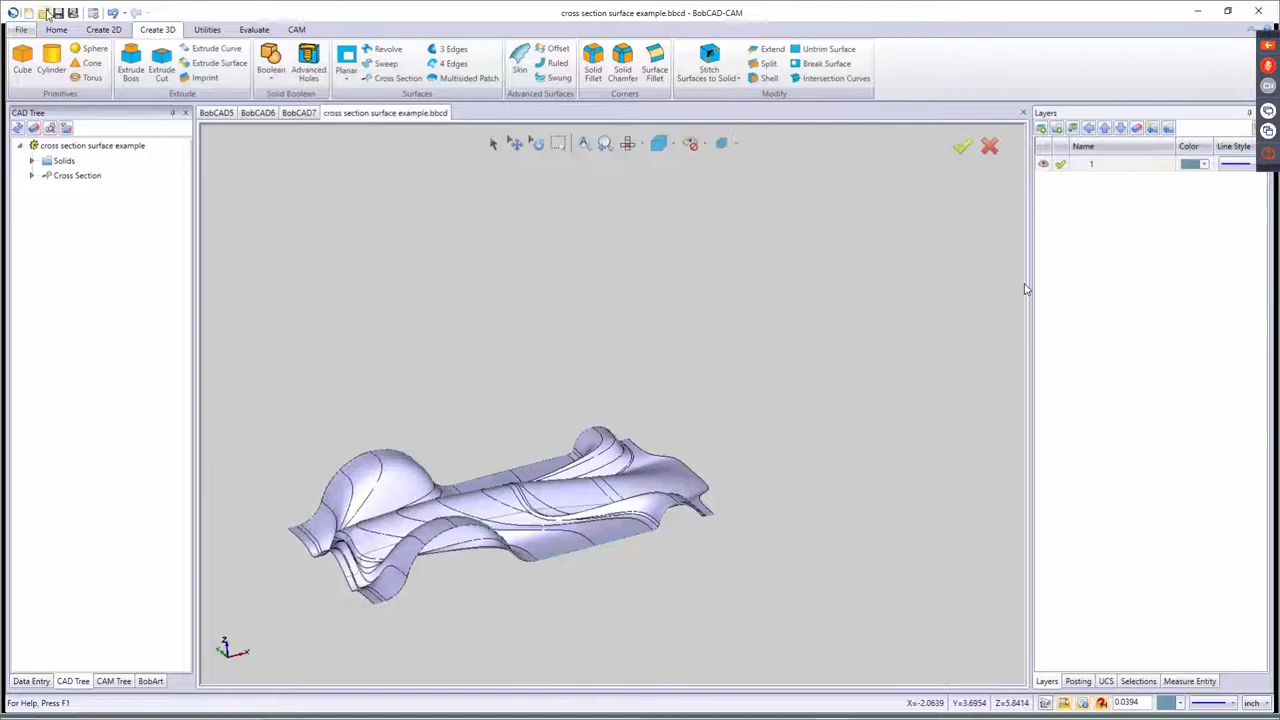 cross section surface example.bbcd - BobCAD-CAM
File Home Create 2D Create 3D Utilities Evaluate CAM
Cube Cylinder Sphere Cone Torus
Primitives
Extrude Boss Extrude Cut Extrude Curve Extrude Surface Imprint
Extrude
Boolean Advanced Holes
Solid Boolean
Planar Revolve Sweep Cross Section 3 Edges 4 Edges Multisided Patch
Surfaces
Skin Offset Ruled Swung
Advanced Surfaces
Solid Fillet Solid Chamfer Surface Fillet
Corners
Stitch Surfaces to Solid Extend Split Shell Untrim Surface Break Surface Intersection Curves
Modify
CAD Tree
BobCAD5 BobCAD6 BobCAD7 cross section surface example.bbcd
Layers
cross section surface example
Solids
Cross Section
Name Color Line Style
1
Z
Y X
Data Entry CAD Tree CAM Tree BobArt
Layers Posting UCS Selections Measure Entity
For Help, Press F1
X=-2.0639 Y=3.6954 Z=5.8414 0.0394 inch